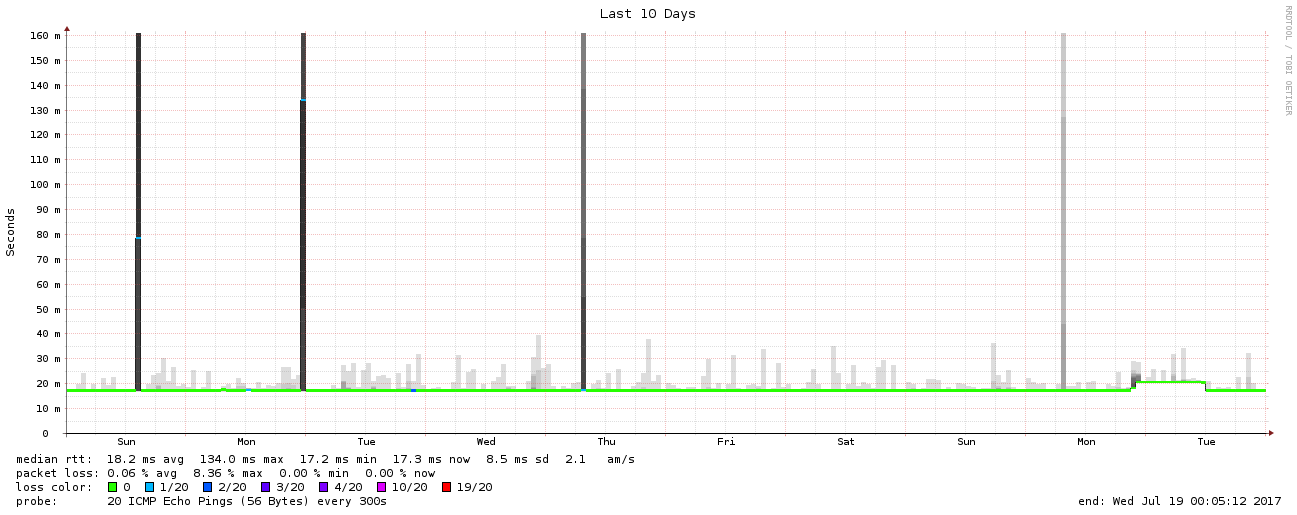 Last 10 Days
RRDTOOL / TOBI OETIKER
Seconds
160 m
150 m
140 m
130 m
120 m
110 m
100 m
90 m
80 m
70 m
60 m
50 m
40 m
30 m
20 m
10 m
0
Sun Mon Tue Wed Thu Fri Sat Sun Mon Tue
median rtt: 18.2 ms avg 134.0 ms max 17.2 ms min 17.3 ms now 8.5 ms sd 2.1 am/s
packet loss: 0.06 % avg 8.36 % max 0.00 % min 0.00 % now
loss color: 0 1/20 2/20 3/20 4/20 10/20 19/20
probe: 20 ICMP Echo Pings (56 Bytes) every 300s end: Wed Jul 19 00:05:12 2017